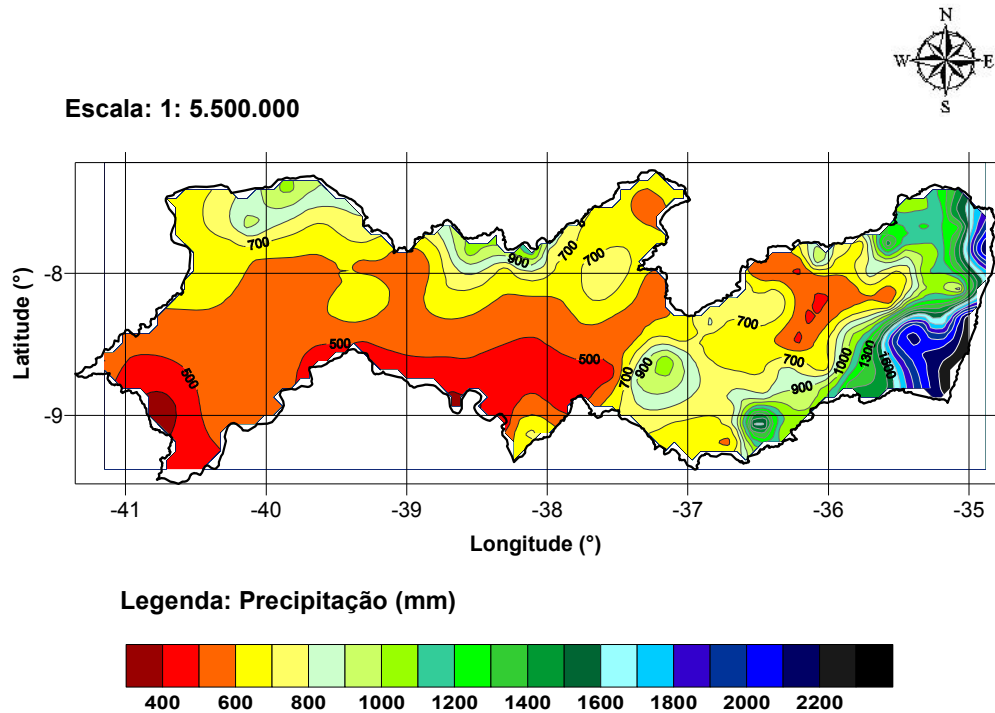 N
W E
S
Escala: 1: 5.500.000
700
900
700
700
500
500
500
700
900
700
700
900
1000
1300
1600
-8
-9
Latitude (°)
-41 -40 -39 -38 -37 -36 -35
Longitude (°)
Legenda: Precipitação (mm)
400 600 800 1000 1200 1400 1600 1800 2000 2200